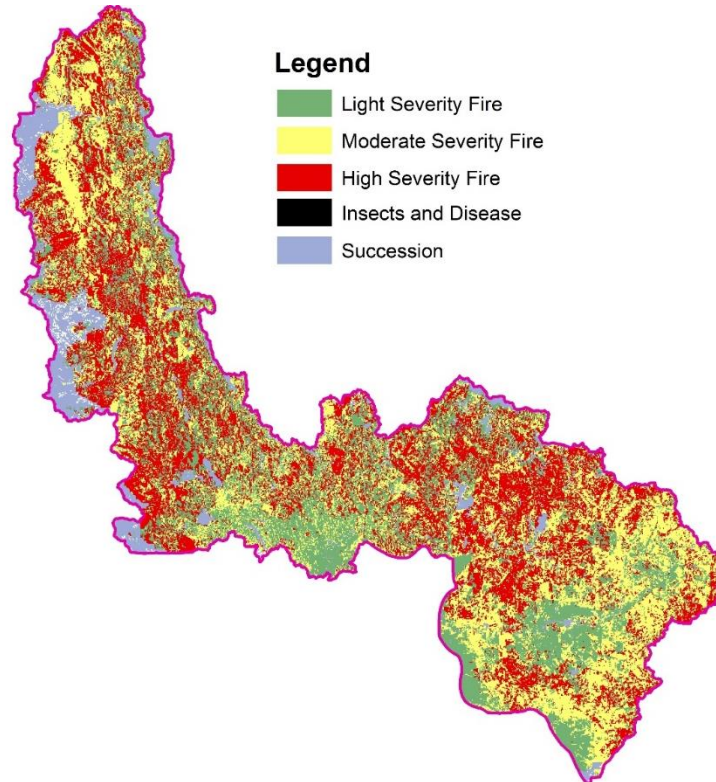 Legend
Light Severity Fire
Moderate Severity Fire
High Severity Fire
Insects and Disease
Succession